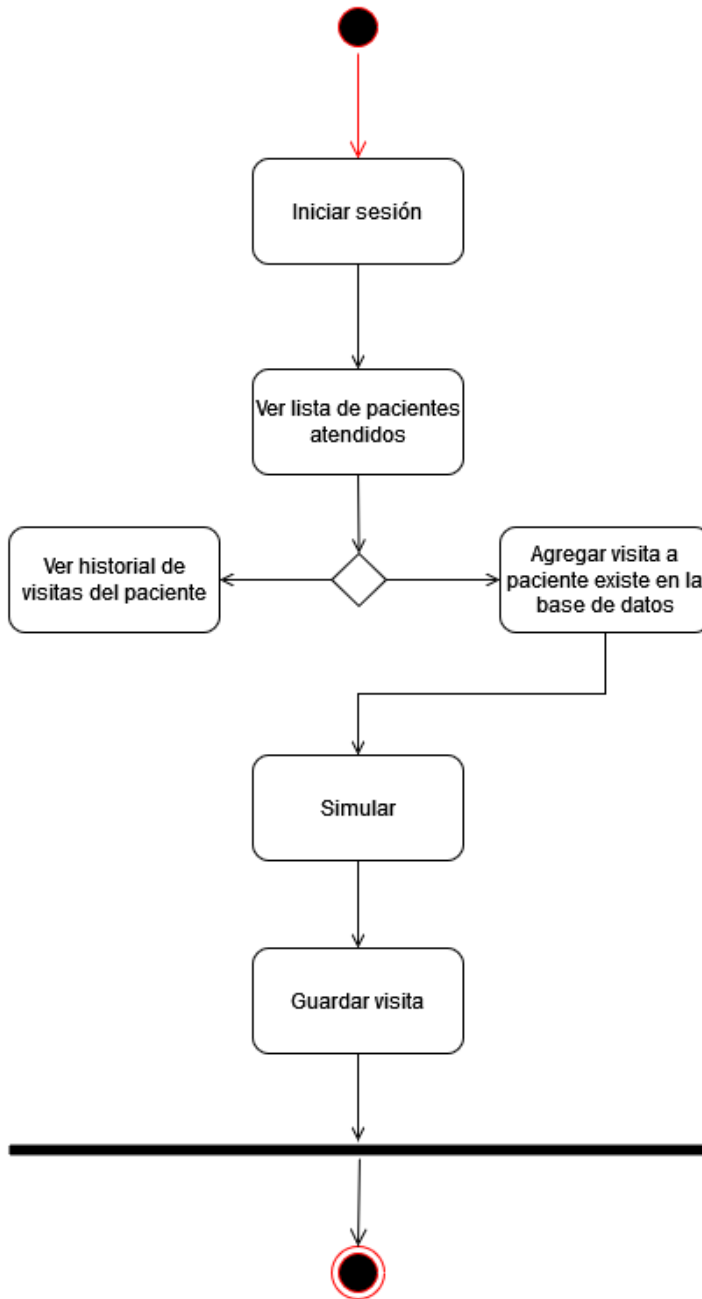 Iniciar sesión
Ver lista de pacientes
atendidos
Ver historial de
visitas del paciente
Agregar visita a
paciente existe en la
base de datos
Simular
Guardar visita